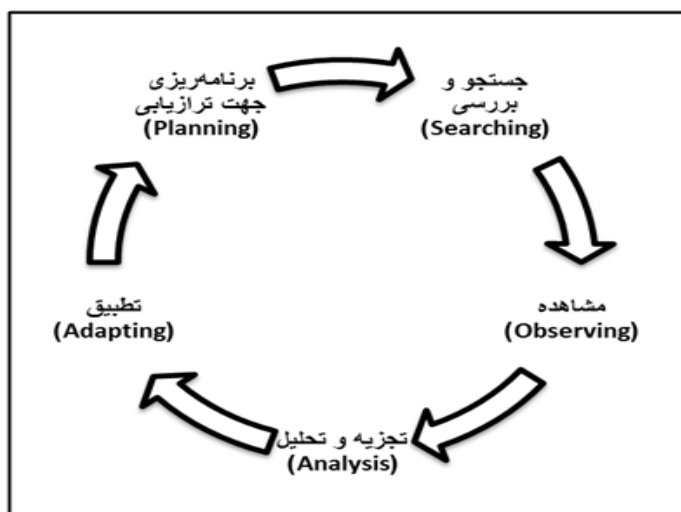 برنامه‌ریزی
جهت ترازیابی
(Planning)
جستجو و
بررسی
(Searching)
مشاهده
(Observing)
تجزیه و تحلیل
(Analysis)
تطبیق
(Adapting)